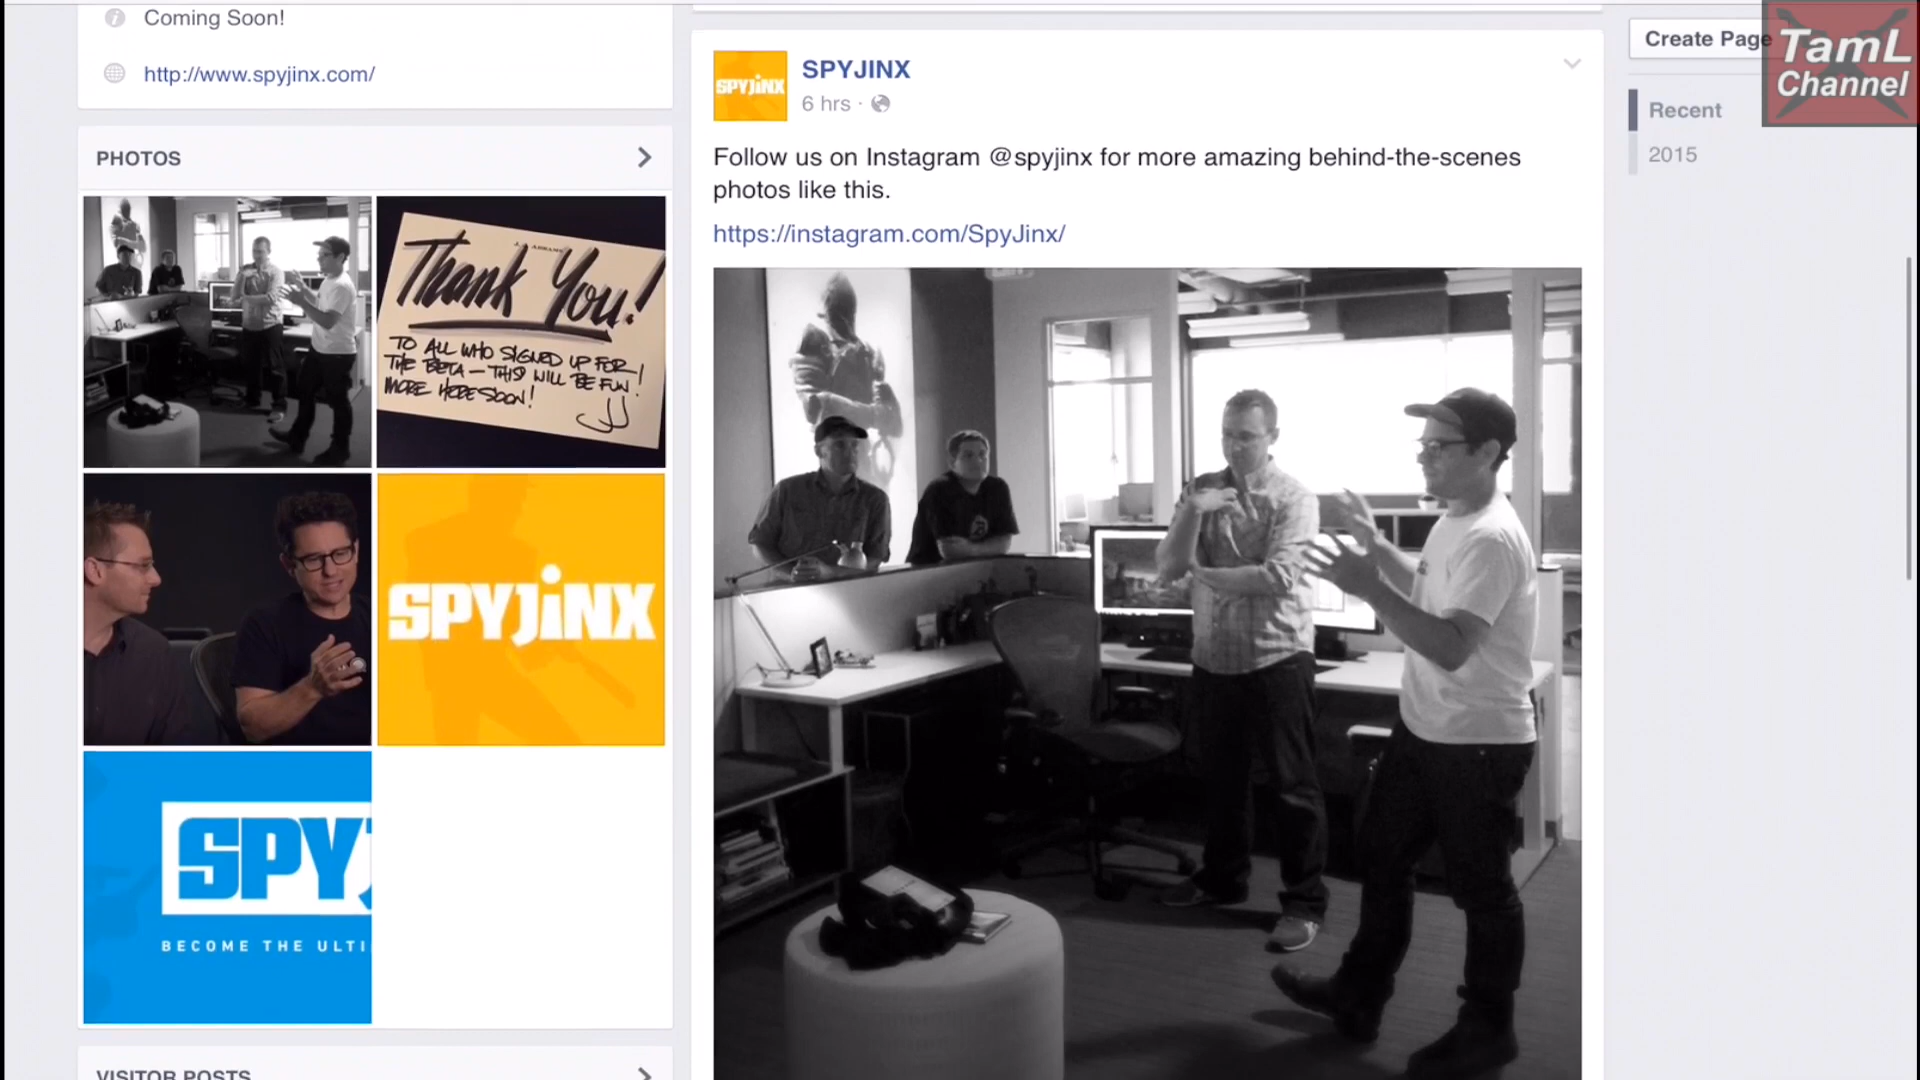 Coming Soon!
http://www.spyjinx.com/
PHOTOS
Thank You!
TO ALL WHO SIGNED UP FOR
THE BETA – THIS WILL BE FUN!
MORE HERE SOON!
JJ
SPYJINX
SPYJ
BECOME THE ULTI
VISITOR POSTS
SPYJINX
SPYJINX
6 hrs ·
Follow us on Instagram @spyjinx for more amazing behind-the-scenes
photos like this.
https://instagram.com/SpyJinx/
Create Page
Recent
2015
TamL
Channel